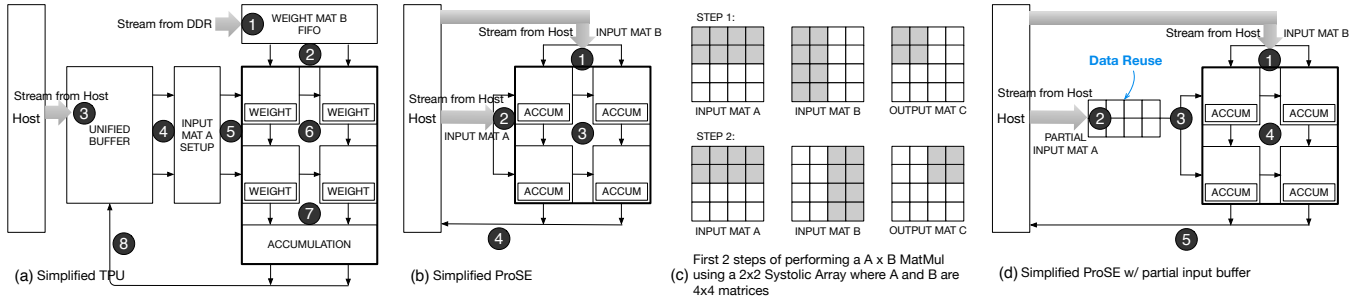 Stream from DDR
1
WEIGHT MAT B
FIFO
2
Stream from Host
Host
3
UNIFIED
BUFFER
4
INPUT
MAT A
SETUP
5
WEIGHT
WEIGHT
6
WEIGHT
WEIGHT
7
ACCUMULATION
8
(a) Simplified TPU
Stream from Host
INPUT MAT B
1
Stream from Host
Host
INPUT MAT A
2
ACCUM
ACCUM
3
ACCUM
ACCUM
4
(b) Simplified ProSE
STEP 1:
INPUT MAT A
INPUT MAT B
OUTPUT MAT C
STEP 2:
INPUT MAT A
INPUT MAT B
OUTPUT MAT C
First 2 steps of performing a A x B MatMul
(c) using a 2x2 Systolic Array where A and B are
4x4 matrices
Stream from Host
INPUT MAT B
1
Data Reuse
Stream from Host
Host
2
PARTIAL
INPUT MAT A
3
ACCUM
ACCUM
4
ACCUM
ACCUM
5
(d) Simplified ProSE w/ partial input buffer